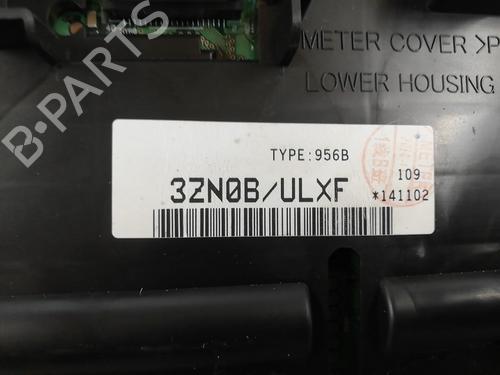 METER COVER >P
LOWER HOUSING
B-PARTS
TYPE:956B
3ZN0B/ULXF
109
*141102